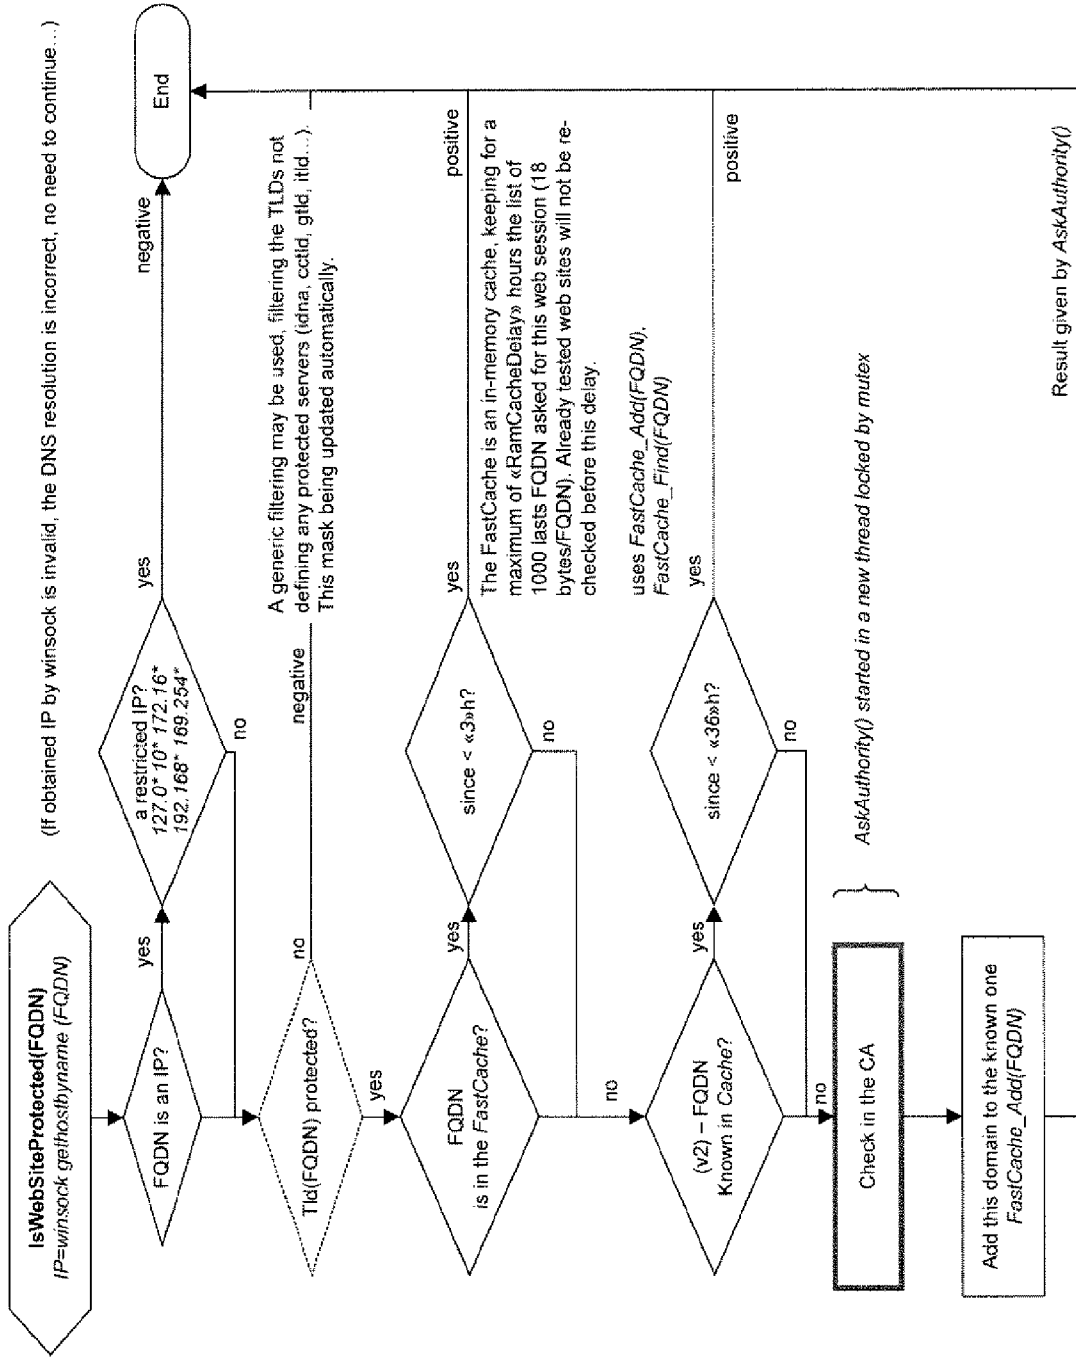 IsWebSiteProtected(FQDN)
IP=winsock gethostbyname (FQDN)
(If obtained IP by winsock is invalid, the DNS resolution is incorrect, no need to continue...)
FQDN is an IP?
yes
a restricted IP?
127.0* 10* 172.16*
192.168* 169.254*
yes
negative
End
no
Tld(FQDN) protected?
no
negative
A generic filtering may be used, filtering the TLDs not
defining any protected servers (idna, cctld, gtld, itld...).
This mask being updated automatically.
yes
FQDN
is in the FastCache?
yes
since < «3»h?
yes
positive
The FastCache is an in-memory cache, keeping for a
maximum of «RamCacheDelay» hours the list of
1000 lasts FQDN asked for this web session (18
bytes/FQDN). Already tested web sites will not be re-
checked before this delay.
no
no
uses FastCache_Add(FQDN),
FastCache_Find(FQDN)
(v2) – FQDN
Known in Cache?
yes
since < «36»h?
yes
positive
no
no
Check in the CA
AskAuthority() started in a new thread locked by mutex
Add this domain to the known one
FastCache_Add(FQDN)
Result given by AskAuthority()